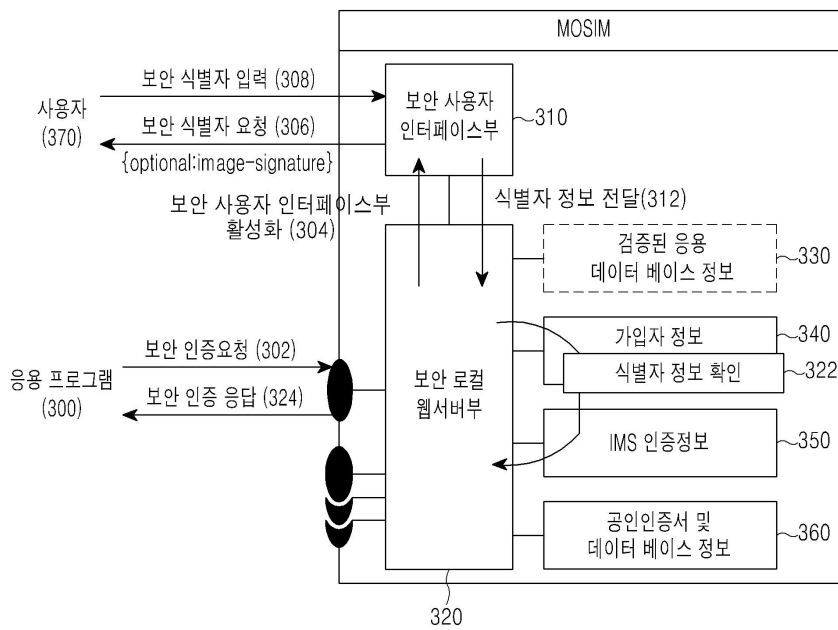 MOSIM
보안 식별자 입력 (308)
사용자
(370)
보안 식별자 요청 (306)
{optional:image-signature}
보안 사용자
인터페이스부
310
보안 사용자 인터페이스부
활성화 (304)
식별자 정보 전달(312)
검증된 응용
데이터 베이스 정보
330
보안 인증요청 (302)
응용 프로그램
(300)
보안 인증 응답 (324)
보안 로컬
웹서버부
320
가입자 정보
340
식별자 정보 확인
322
IMS 인증정보
350
공인인증서 및
데이터 베이스 정보
360